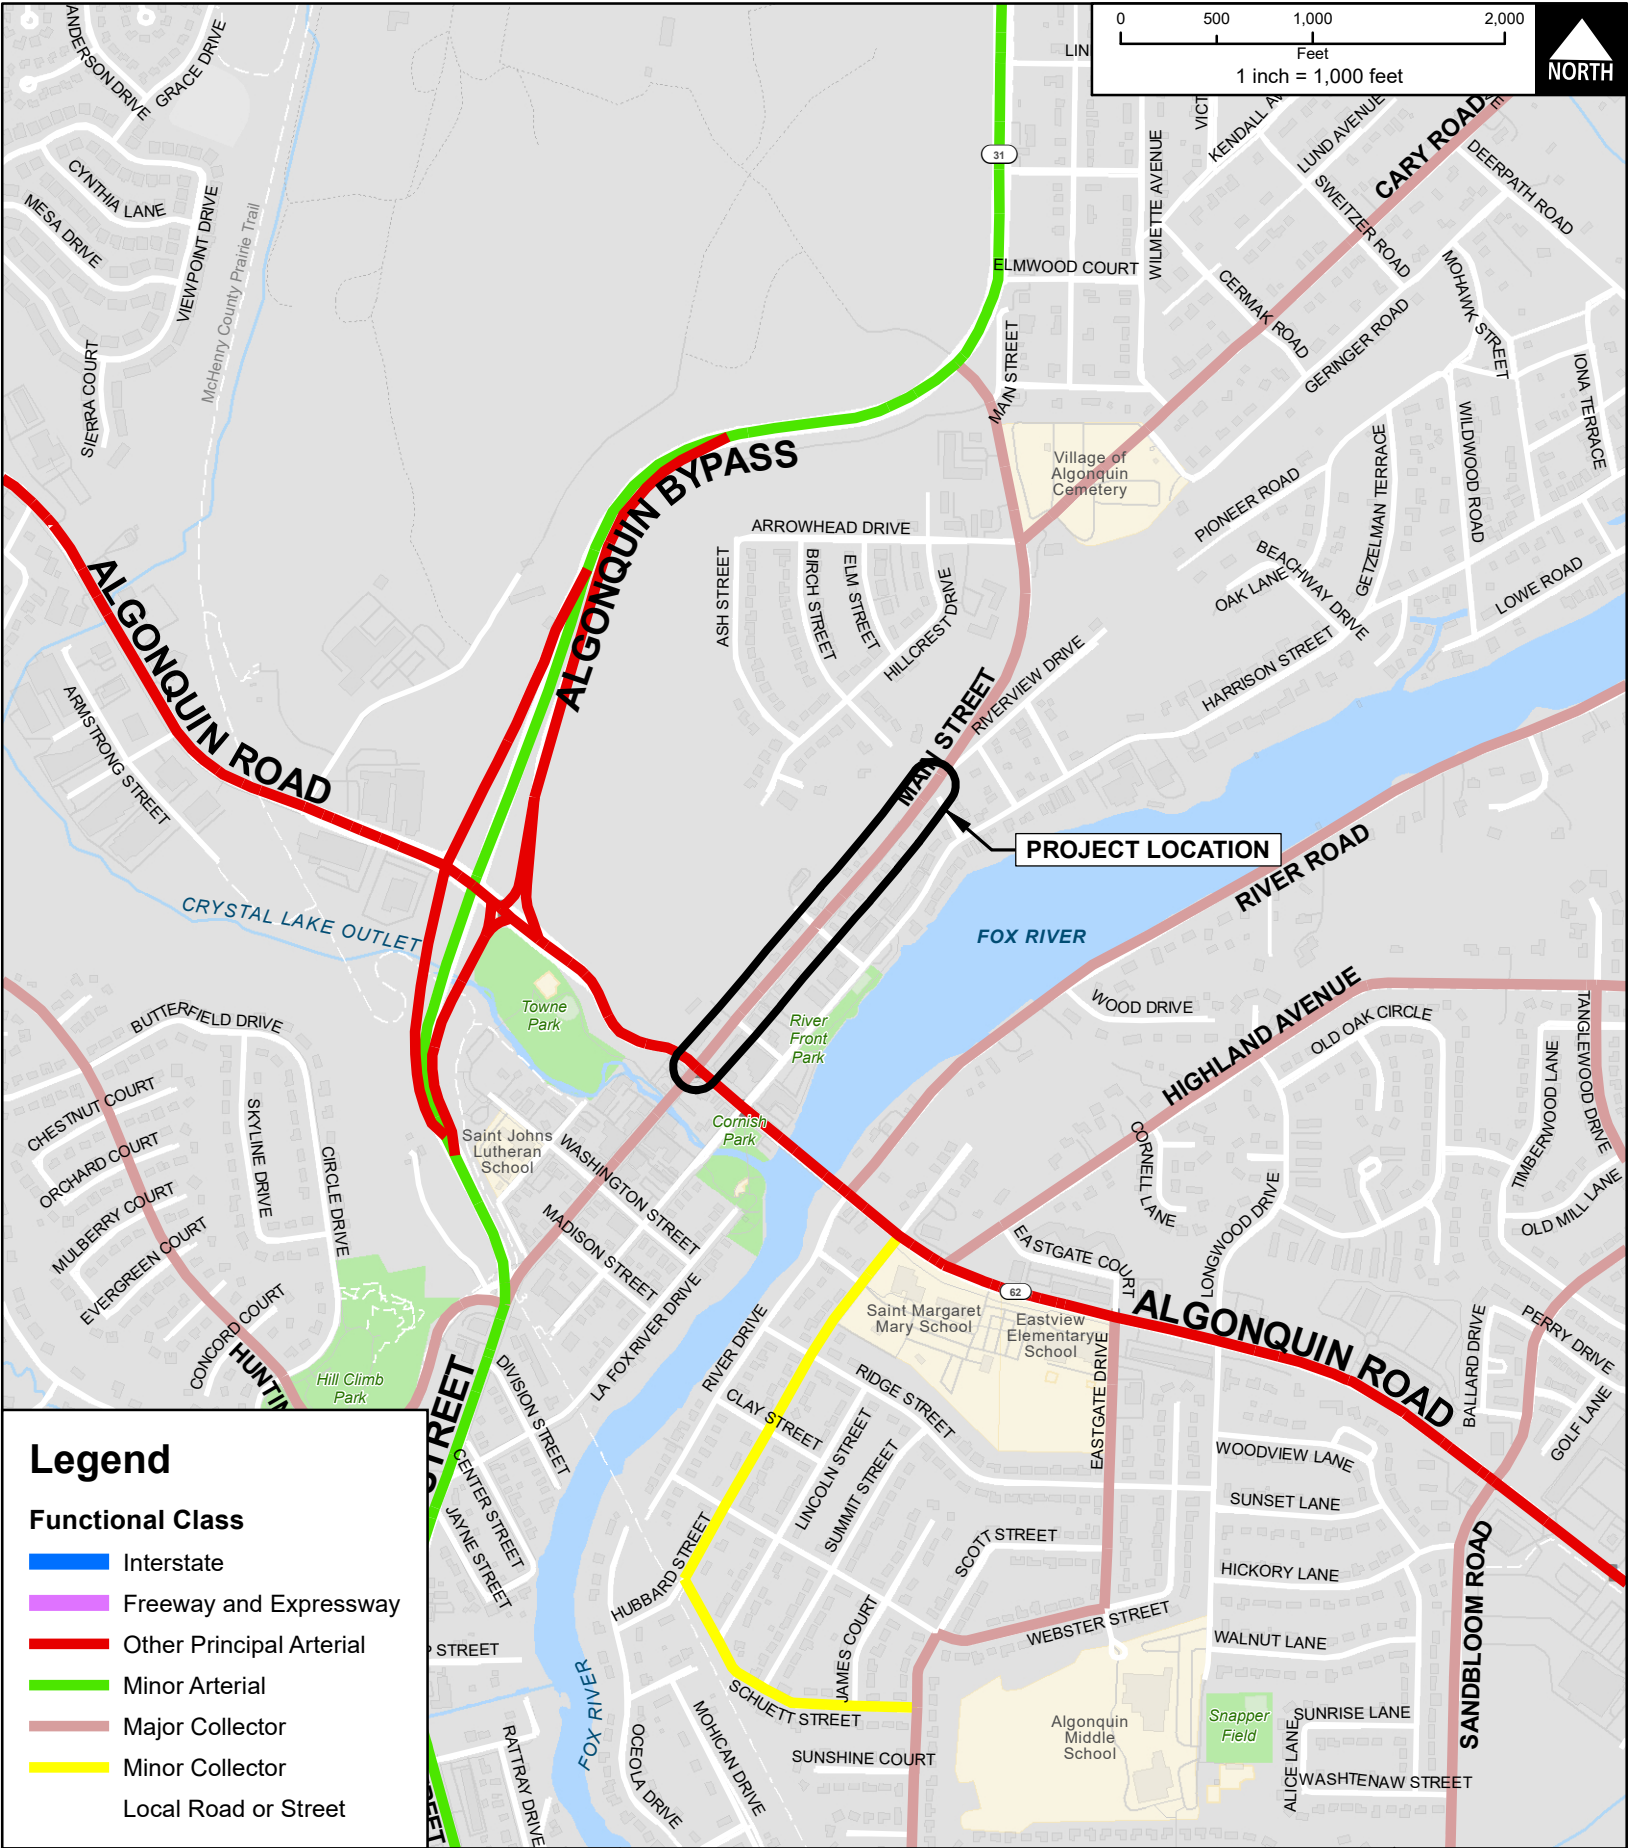 0 500 1,000 2,000
Feet
1 inch = 1,000 feet
NORTH
ANDERSON DRIVE
GRACE DRIVE
CYNTHIA LANE
MESA DRIVE
VIEWPOINT DRIVE
McHenry County Prairie Trail
SIERRA COURT
31
LIN
VICT
KENDALL AV
LUND AVENUE
CARY ROAD
DEERPATH ROAD
WILMETTE AVENUE
SWEITZER ROAD
ELMWOOD COURT
CERMAK ROAD
GERINGER ROAD
MOHAWK STREET
IONA TERRACE
MAIN STREET
Village of
Algonquin
Cemetery
ALGONQUIN BYPASS
ARROWHEAD DRIVE
ASH STREET
BIRCH STREET
ELM STREET
HILLCREST DRIVE
PIONEER ROAD
GETZELMAN TERRACE
WILDWOOD ROAD
BEACHWAY DRIVE
OAK LANE
LOWE ROAD
HARRISON STREET
RIVERVIEW DRIVE
MAIN STREET
ALGONQUIN ROAD
ARMSTRONG STREET
PROJECT LOCATION
RIVER ROAD
CRYSTAL LAKE OUTLET
FOX RIVER
Towne
Park
River
Front
Park
WOOD DRIVE
HIGHLAND AVENUE
OLD OAK CIRCLE
TANGLEWOOD DRIVE
TIMBERWOOD LANE
BUTTERFIELD DRIVE
CHESTNUT COURT
ORCHARD COURT
MULBERRY COURT
EVERGREEN COURT
SKYLINE DRIVE
CIRCLE DRIVE
CONCORD COURT
HUNTIN
Hill Climb
Park
Saint Johns
Lutheran
School
WASHINGTON STREET
MADISON STREET
Cornish
Park
CORNELL LANE
LONGWOOD DRIVE
OLD MILL LANE
EASTGATE COURT
62
ALGONQUIN ROAD
Saint Margaret
Mary School
Eastview
Elementary
School
EASTGATE DRIVE
BALLARD DRIVE
PERRY DRIVE
GOLF LANE
LA FOX RIVER DRIVE
RIVER DRIVE
DIVISION STREET
STREET
CENTER STREET
JAYNE STREET
CLAY STREET
RIDGE STREET
LINCOLN STREET
SUMMIT STREET
WOODVIEW LANE
SUNSET LANE
HICKORY LANE
WALNUT LANE
SANDBLOOM ROAD
SCOTT STREET
HUBBARD STREET
JAMES COURT
WEBSTER STREET
SCHUETT STREET
P STREET
FOX RIVER
OCEOLA DRIVE
MOHICAN DRIVE
RATTRAY DRIVE
REET
SUNSHINE COURT
Algonquin
Middle
School
Snapper
Field
SUNRISE LANE
ALICE LANE
WASHTENAW STREET
Legend
Functional Class
Interstate
Freeway and Expressway
Other Principal Arterial
Minor Arterial
Major Collector
Minor Collector
Local Road or Street